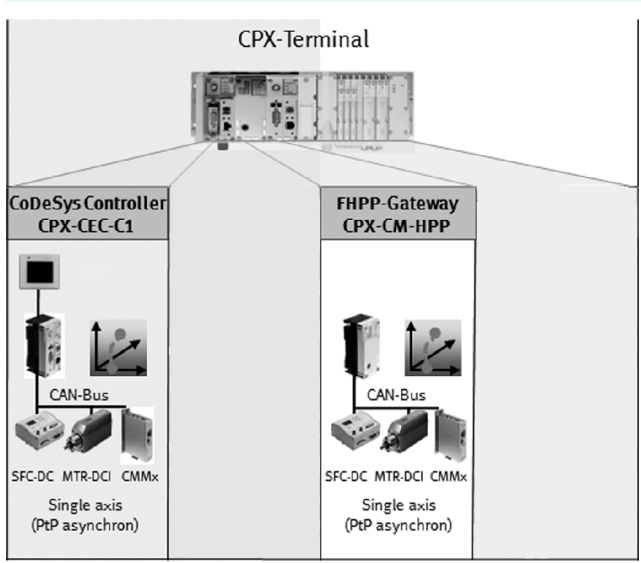 CPX-Terminal
CoDeSys Controller
CPX-CEC-C1
FHPP-Gateway
CPX-CM-HPP
CAN-Bus
SFC-DC MTR-DCI CMMx
Single axis
(PtP asynchron)
CAN-Bus
SFC-DC MTR-DCI CMMx
Single axis
(PtP asynchron)